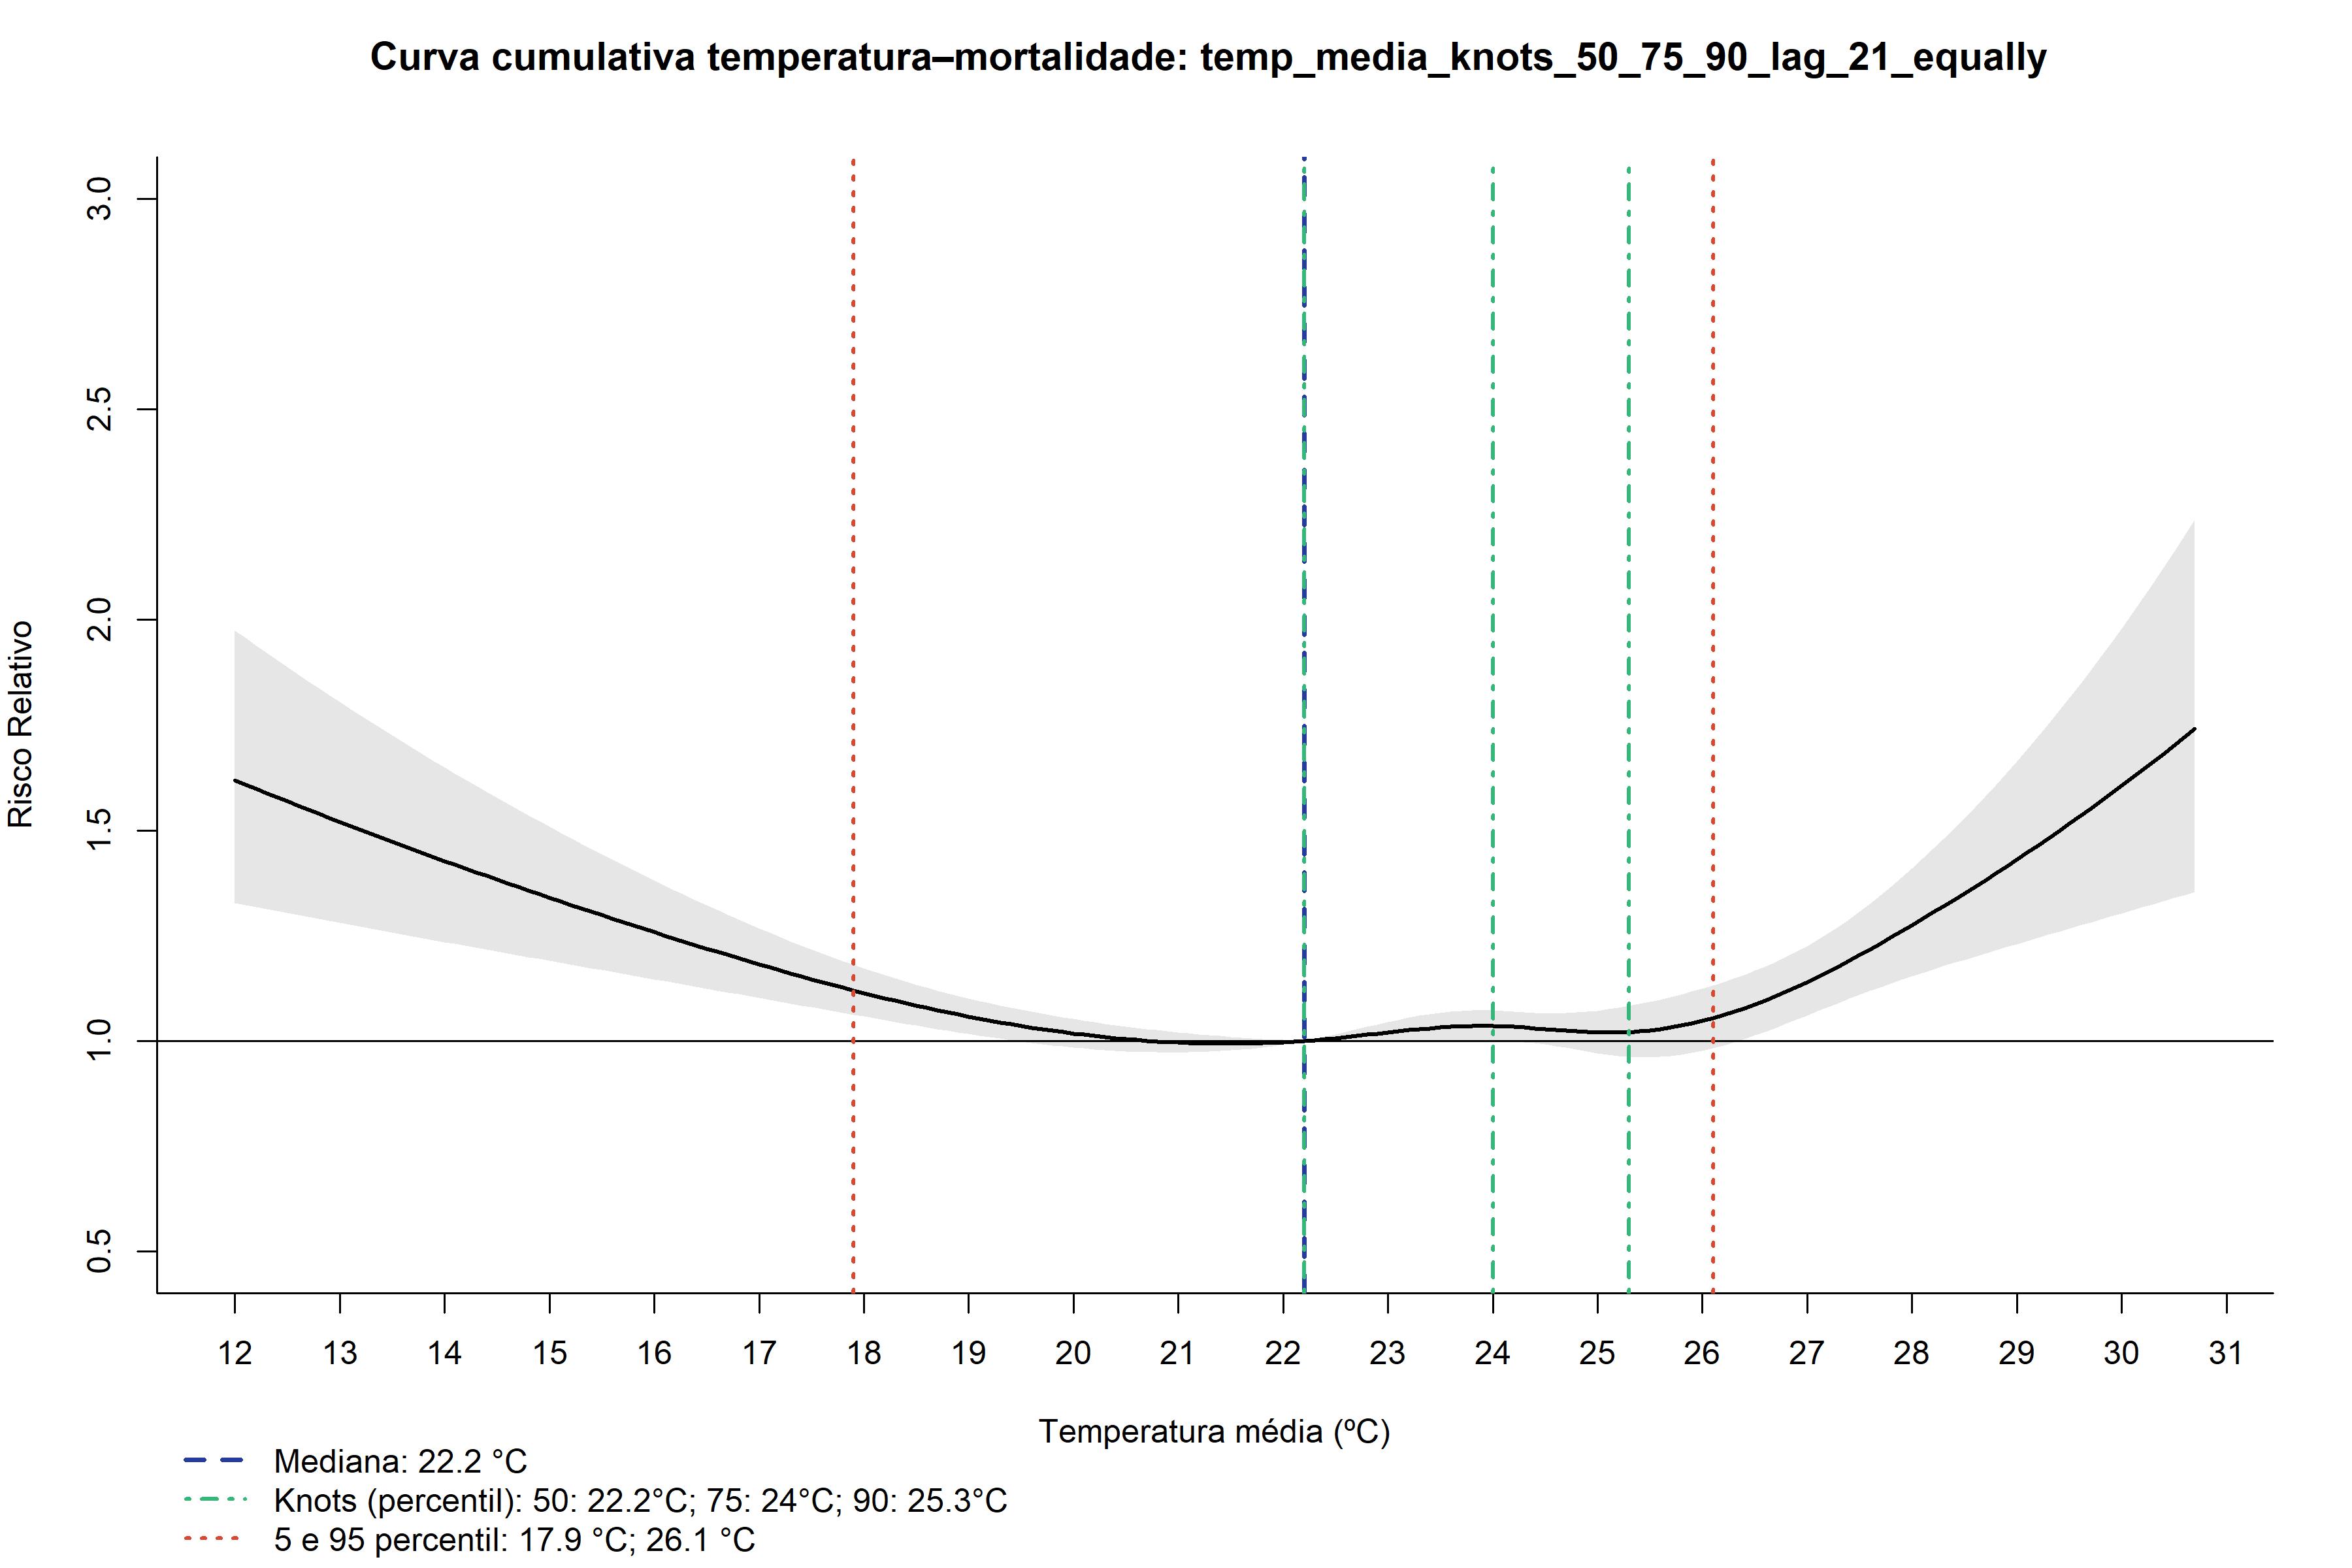 Curva cumulativa temperatura–mortalidade: temp_media_knots_50_75_90_lag_21_equally
3.0
2.5
2.0
1.5
1.0
0.5
Risco Relativo
12 13 14 15 16 17 18 19 20 21 22 23 24 25 26 27 28 29 30 31
Temperatura média (ºC)
Mediana: 22.2 °C
Knots (percentil): 50: 22.2°C; 75: 24°C; 90: 25.3°C
5 e 95 percentil: 17.9 °C; 26.1 °C